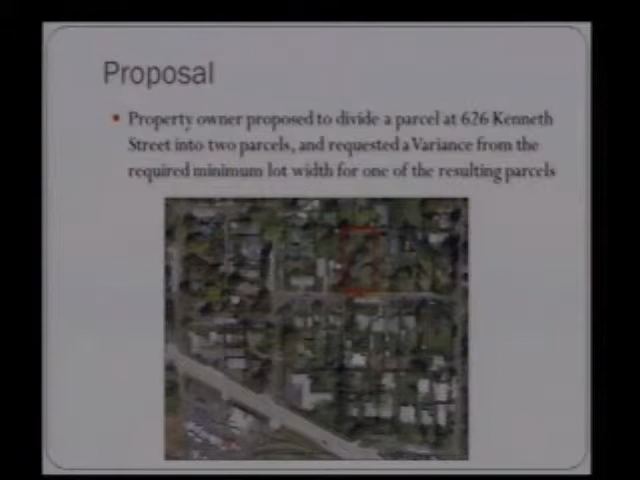 Proposal
Property owner proposed to divide a parcel at 626 Kenneth
Street into two parcels, and requested a Variance from the
required minimum lot width for one of the resulting parcels